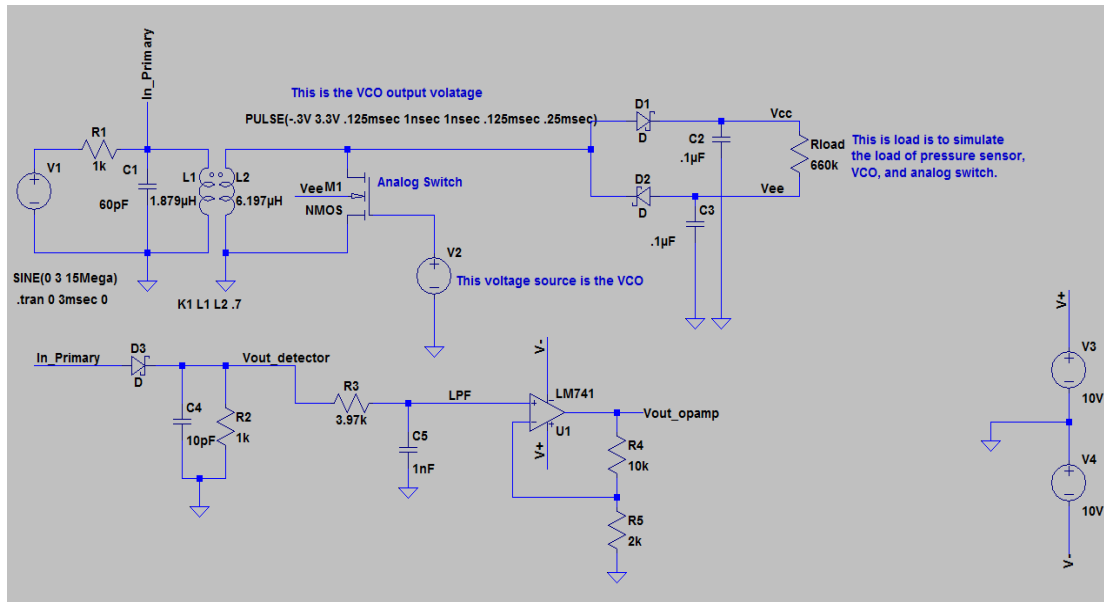 In_Primary
This is the VCO output volatage
PULSE(-.3V 3.3V .125msec 1nsec 1nsec .125msec .25msec)
R1
1k
V1
C1
60pF
L1
1.879µH
L2
6.197µH
Vee
M1
NMOS
Analog Switch
V2
This voltage source is the VCO
SINE(0 3 15Mega)
.tran 0 3msec 0
K1 L1 L2 .7
D1
D
Vcc
C2
.1µF
Rload
660k
This is load is to simulate
the load of pressure sensor,
VCO, and analog switch.
D2
D
Vee
C3
.1µF
In_Primary
D3
D
Vout_detector
C4
10pF
R2
1k
R3
3.97k
LPF
C5
1nF
V-
LM741
U1
V+
Vout_opamp
R4
10k
R5
2k
V+
V3
10V
V4
10V
V-